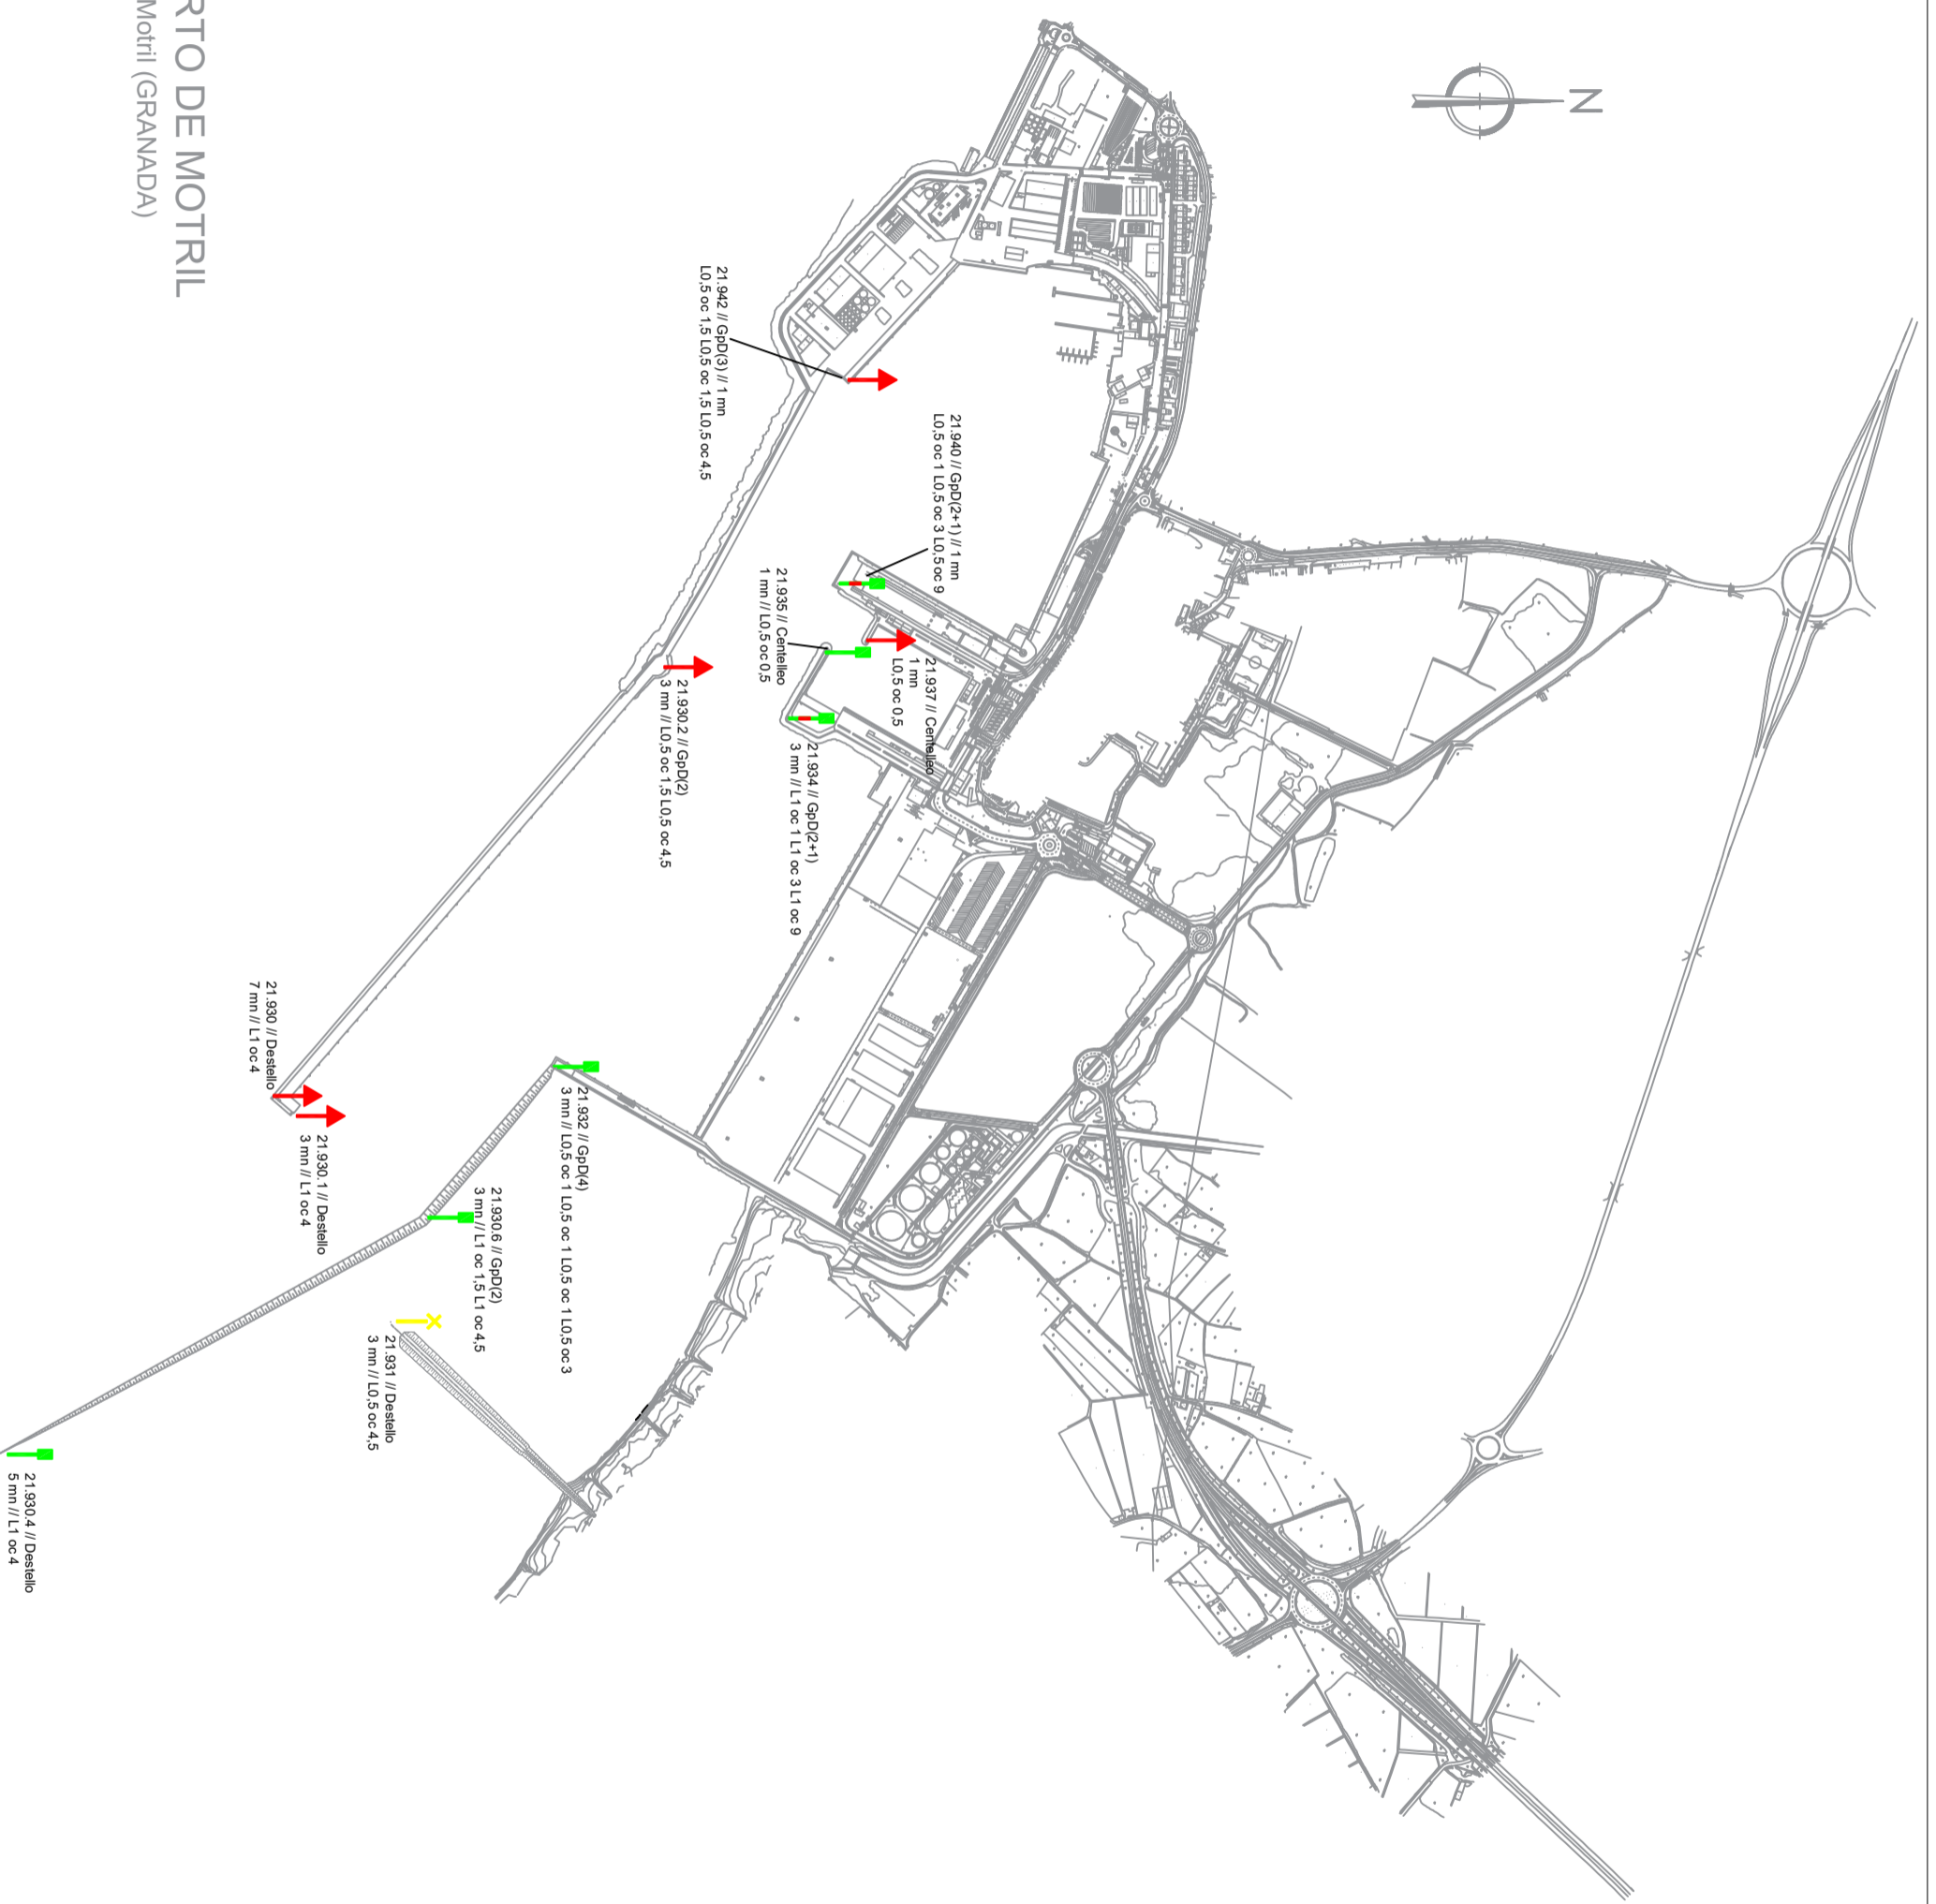 N
21.942 // GpD(3) // 1 mn
L0,5 oc 1,5 L0,5 oc 1,5 L0,5 oc 4,5
21.940 // GpD(2+1) // 1 mn
L0,5 oc 1 L0,5 oc 3 L0,5 oc 9
21.937 // Centelleo
1 mn
L0,5 oc 0,5
21.935 // Centelleo
1 mn // L0,5 oc 0,5
21.934 // GpD(2+1)
3 mn // L1 oc 1 L1 oc 3 L1 oc 9
21.930.2 // GpD(2)
3 mn // L0,5 oc 1,5 L0,5 oc 4,5
21.932 // GpD(4)
3 mn // L0,5 oc 1 L0,5 oc 1 L0,5 oc 1 L0,5 oc 3
21.930.6 // GpD(2)
3 mn // L1 oc 1,5 L1 oc 4,5
21.931 // Destello
3 mn // L0,5 oc 4,5
21.930.1 // Destello
3 mn // L1 oc 4
21.930 // Destello
7 mn // L1 oc 4
21.930.4 // Destello
5 mn // L1 oc 4
RTO DE MOTRIL
Motril (GRANADA)